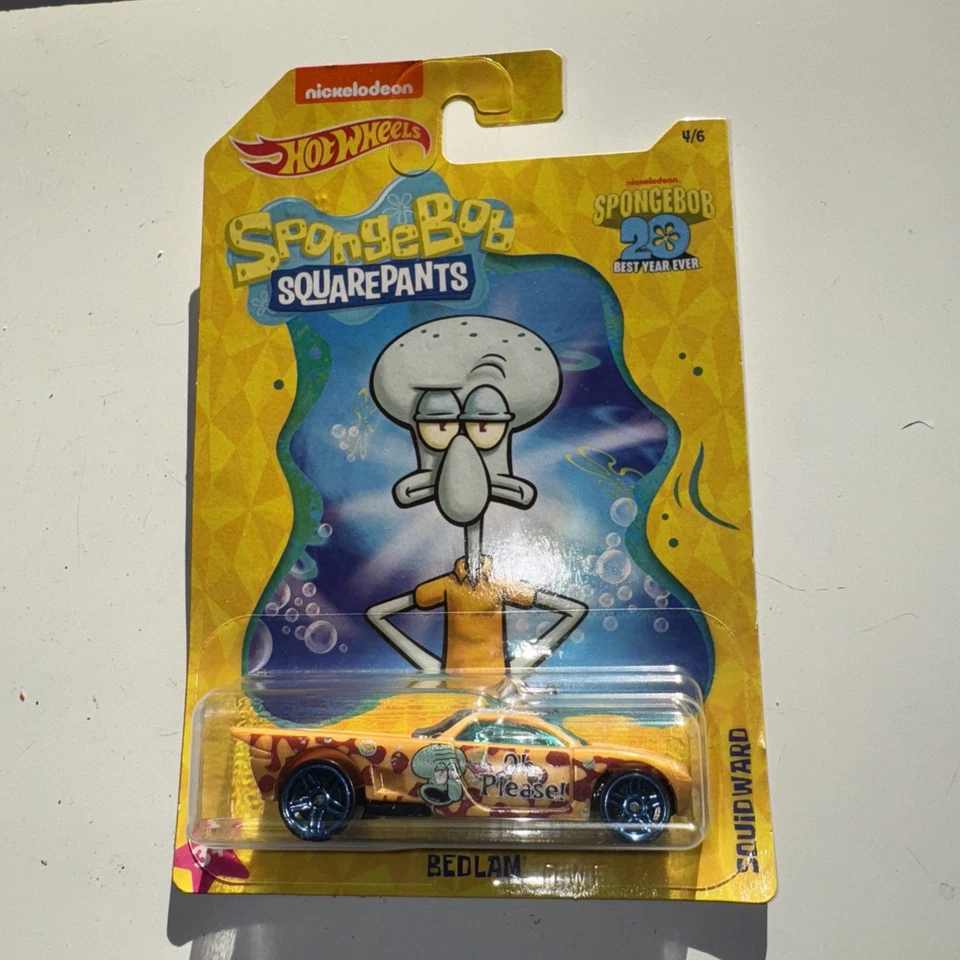 nickelodeon
HOT WHEELS
4/6
SpongeBob
SQUAREPANTS
nickelodeon
SPONGEBOB
20
BEST YEAR EVER
Oh,
Please!
BEDLAM
SQUIDWARD